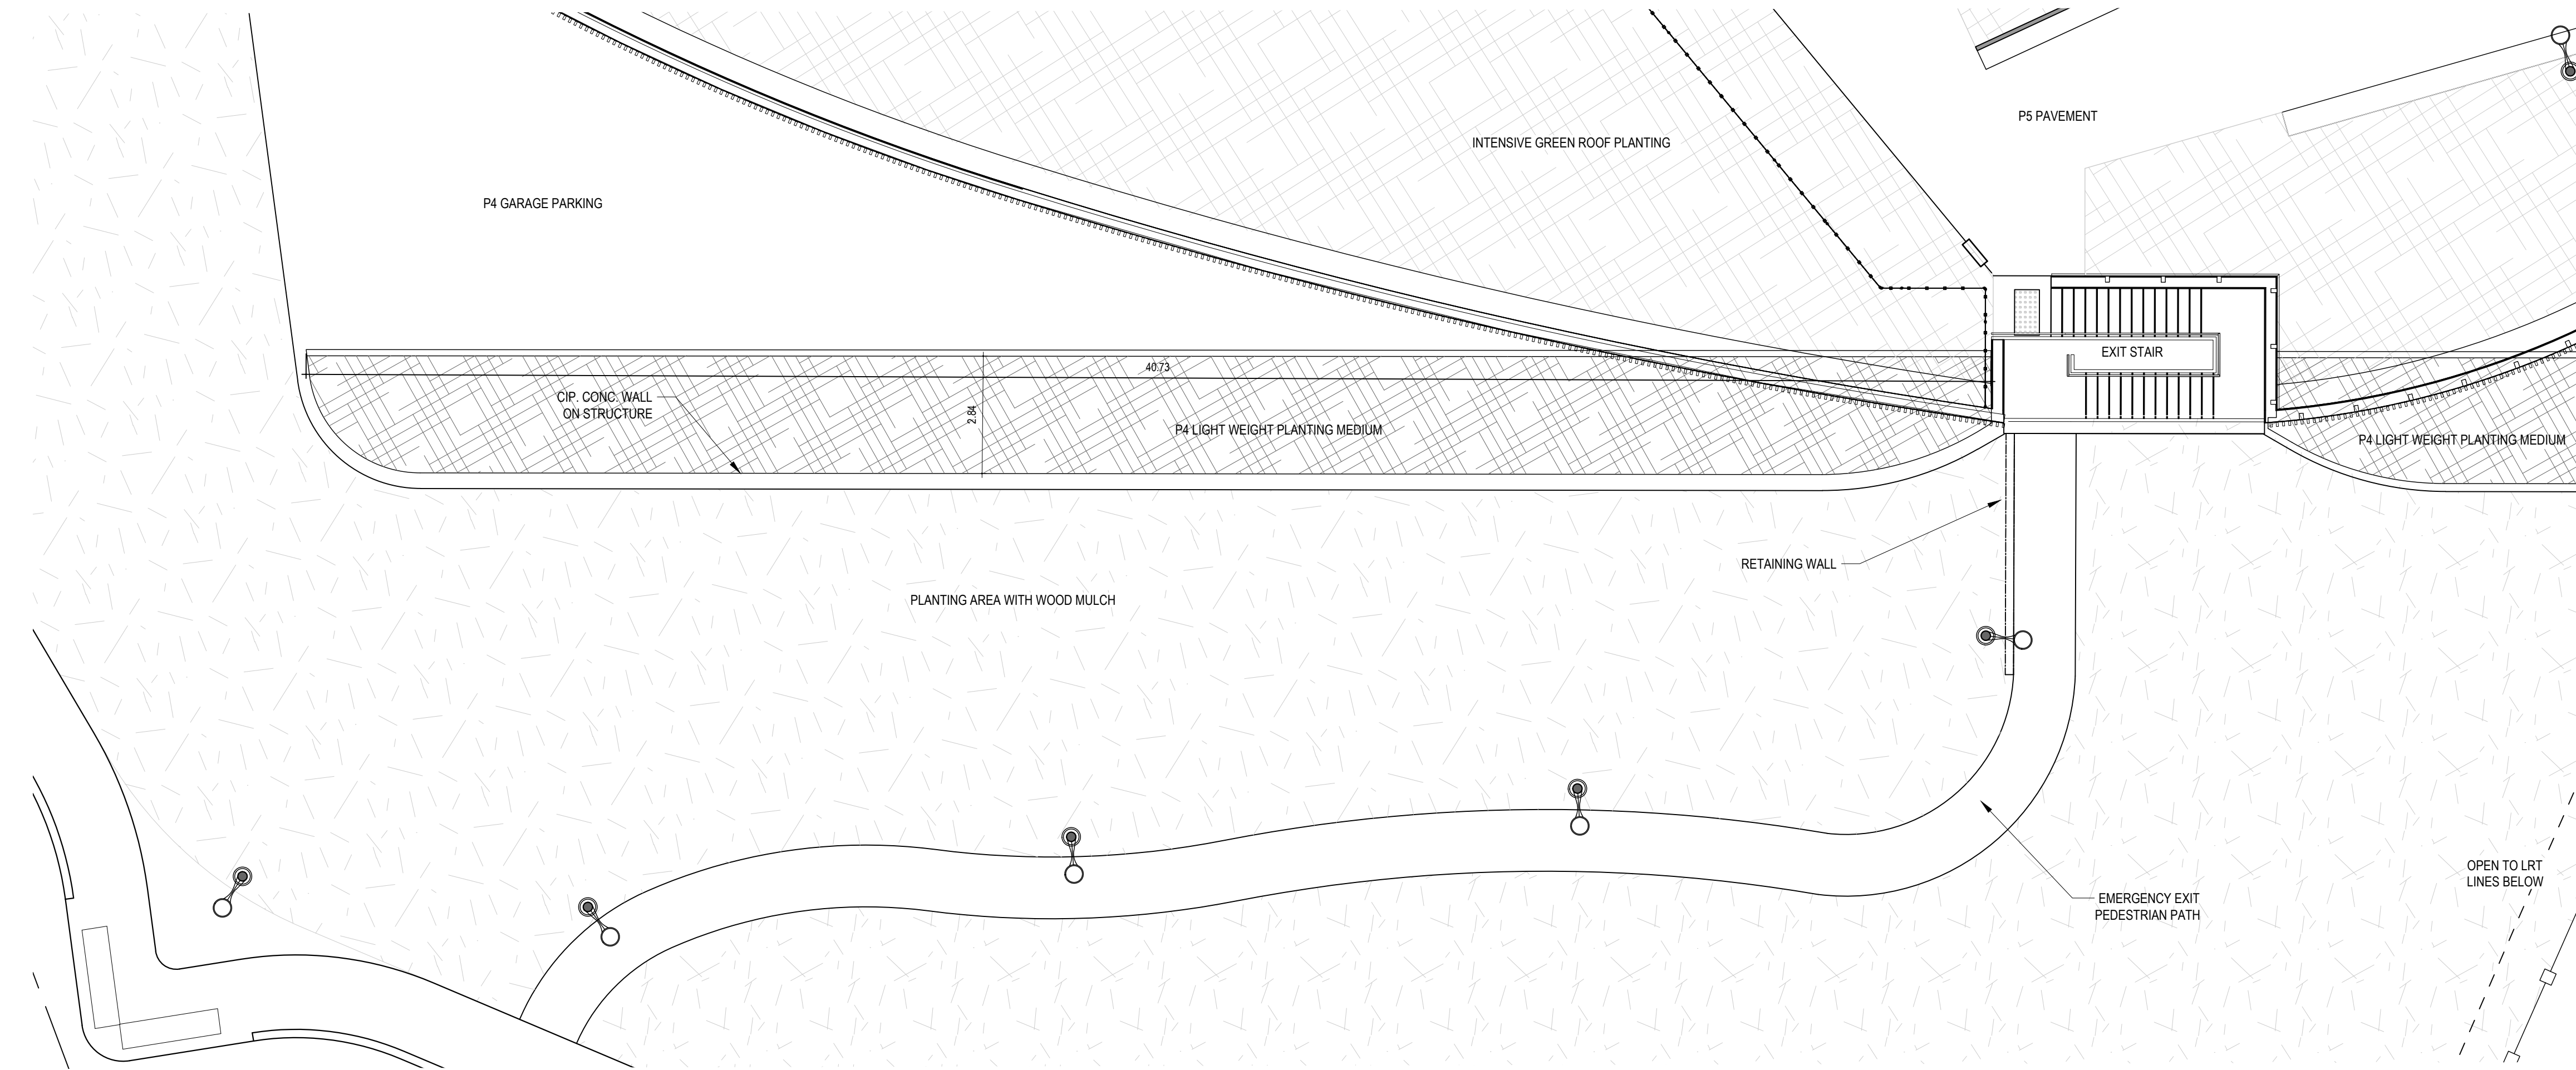 P5 PAVEMENT
INTENSIVE GREEN ROOF PLANTING
P4 GARAGE PARKING
EXIT STAIR
40.73
CIP. CONC. WALL
ON STRUCTURE
2.84
P4 LIGHT WEIGHT PLANTING MEDIUM
P4 LIGHT WEIGHT PLANTING MEDIUM
RETAINING WALL
PLANTING AREA WITH WOOD MULCH
OPEN TO LRT
LINES BELOW
EMERGENCY EXIT
PEDESTRIAN PATH